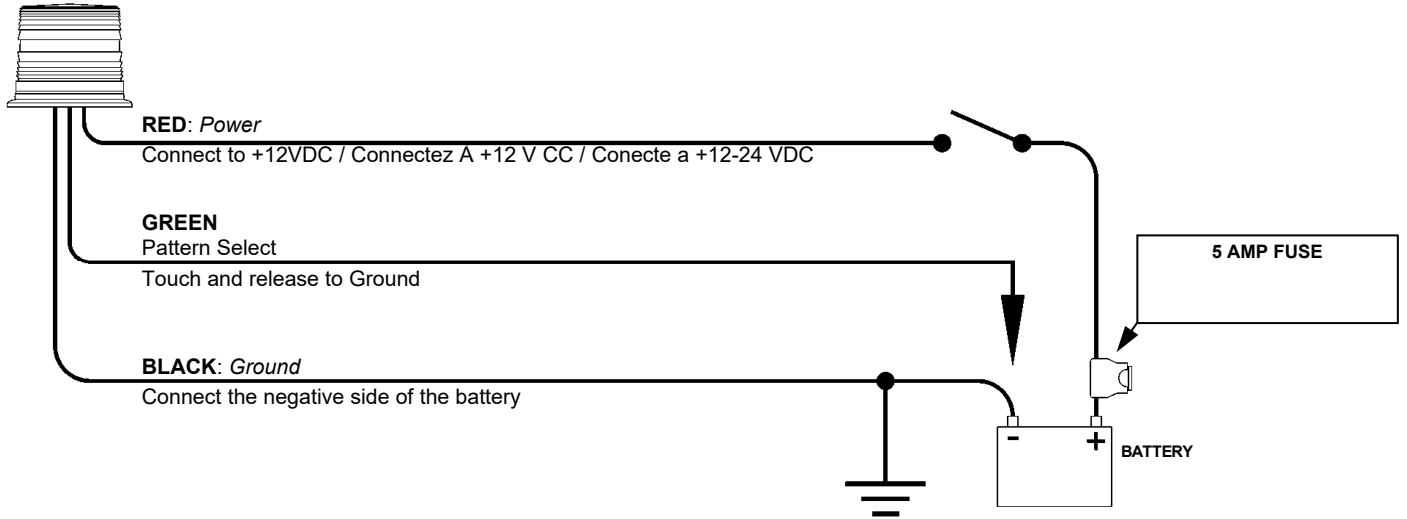 RED: Power
Connect to +12VDC / Connectez A +12 V CC / Conecte a +12-24 VDC
GREEN
Pattern Select
Touch and release to Ground
5 AMP FUSE
BLACK: Ground
Connect the negative side of the battery
- +
BATTERY